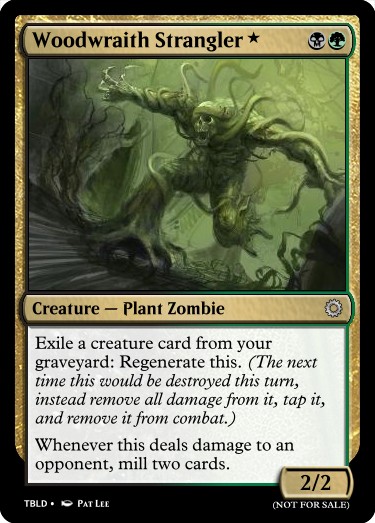 Woodwraith Strangler ★
Creature — Plant Zombie
Exile a creature card from your
graveyard: Regenerate this. (The next
time this would be destroyed this turn,
instead remove all damage from it, tap it,
and remove it from combat.)
Whenever this deals damage to an
opponent, mill two cards.
2/2
TBLD • Pat Lee
(NOT FOR SALE)